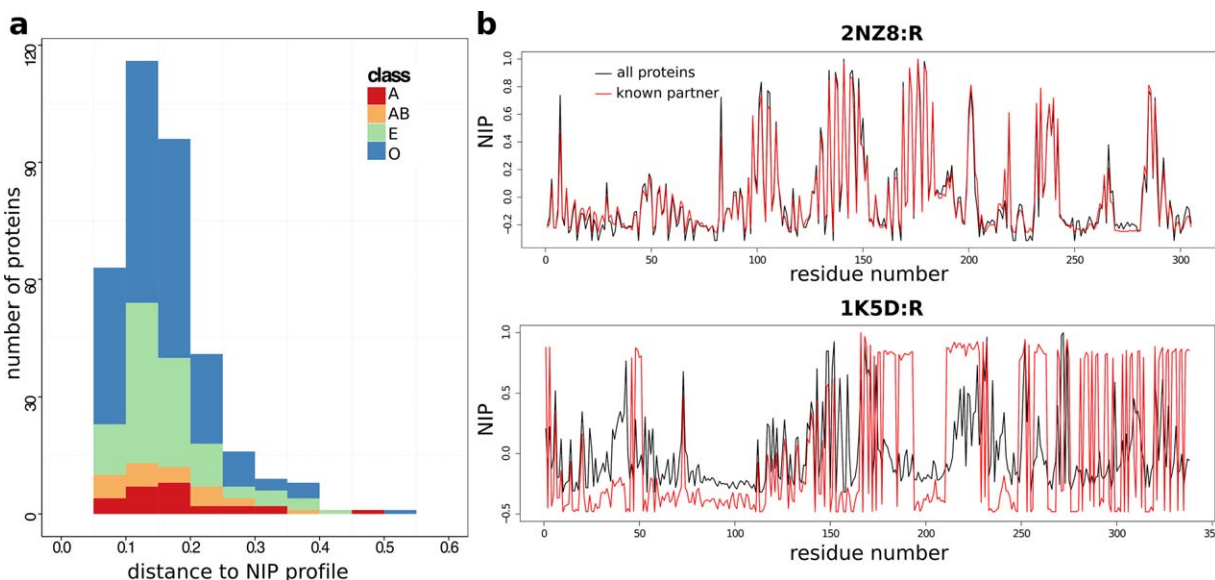 a
number of proteins
120
90
60
30
0
class
A
AB
E
O
0.0 0.1 0.2 0.3 0.4 0.5 0.6
distance to NIP profile
b
2NZ8:R
NIP
1.0
0.8
0.6
0.4
0.2
0.0
-0.2
all proteins
known partner
0 50 100 150 200 250 300
residue number
1K5D:R
NIP
1.0
0.5
0.0
-0.5
0 50 100 150 200 250 300 35
residue number